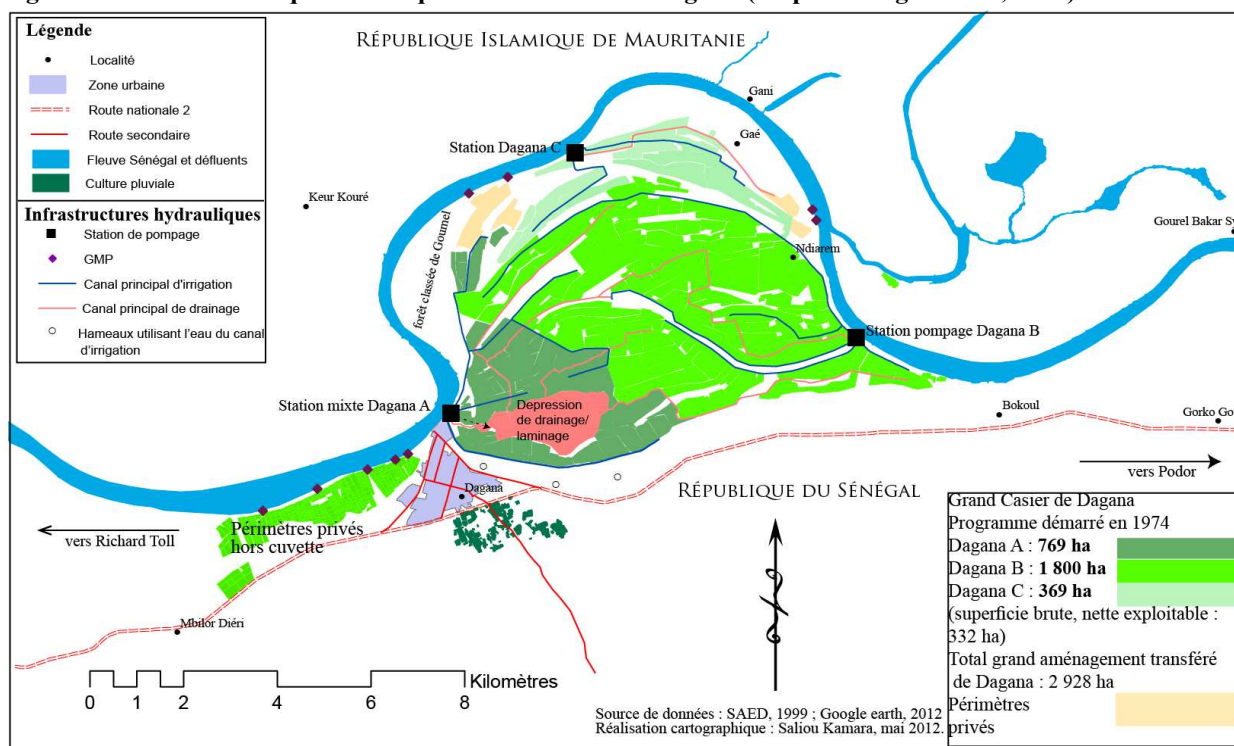 Légende
Localité
Zone urbaine
Route nationale 2
Route secondaire
Fleuve Sénégal et défluents
Culture pluviale
Infrastructures hydrauliques
Station de pompage
GMP
Canal principal d'irrigation
Canal principal de drainage
Hameaux utilisant l'eau du canal
d'irrigation
RÉPUBLIQUE ISLAMIQUE DE MAURITANIE
Gani
Gaé
Station Dagana C
Keur Kouré
forêt classée de Goumel
Ndiarem
Gourel Bakar Sy
Station pompage Dagana B
Station mixte Dagana A
Depression
de drainage/
laminage
Bokoul
Gorko Go
vers Podor
Dagana
RÉPUBLIQUE DU SÉNÉGAL
Périmètres privés
hors cuvette
vers Richard Toll
Mbilor Diéri
Kilomètres
0 1 2 4 6 8
Source de données : SAED, 1999 ; Google earth, 2012
Réalisation cartographique : Saliou Kamara, mai 2012.
Grand Casier de Dagana
Programme démarré en 1974
Dagana A : 769 ha
Dagana B : 1 800 ha
Dagana C : 369 ha
(superficie brute, nette exploitable :
332 ha)
Total grand aménagement transféré
de Dagana : 2 928 ha
Périmètres
privés